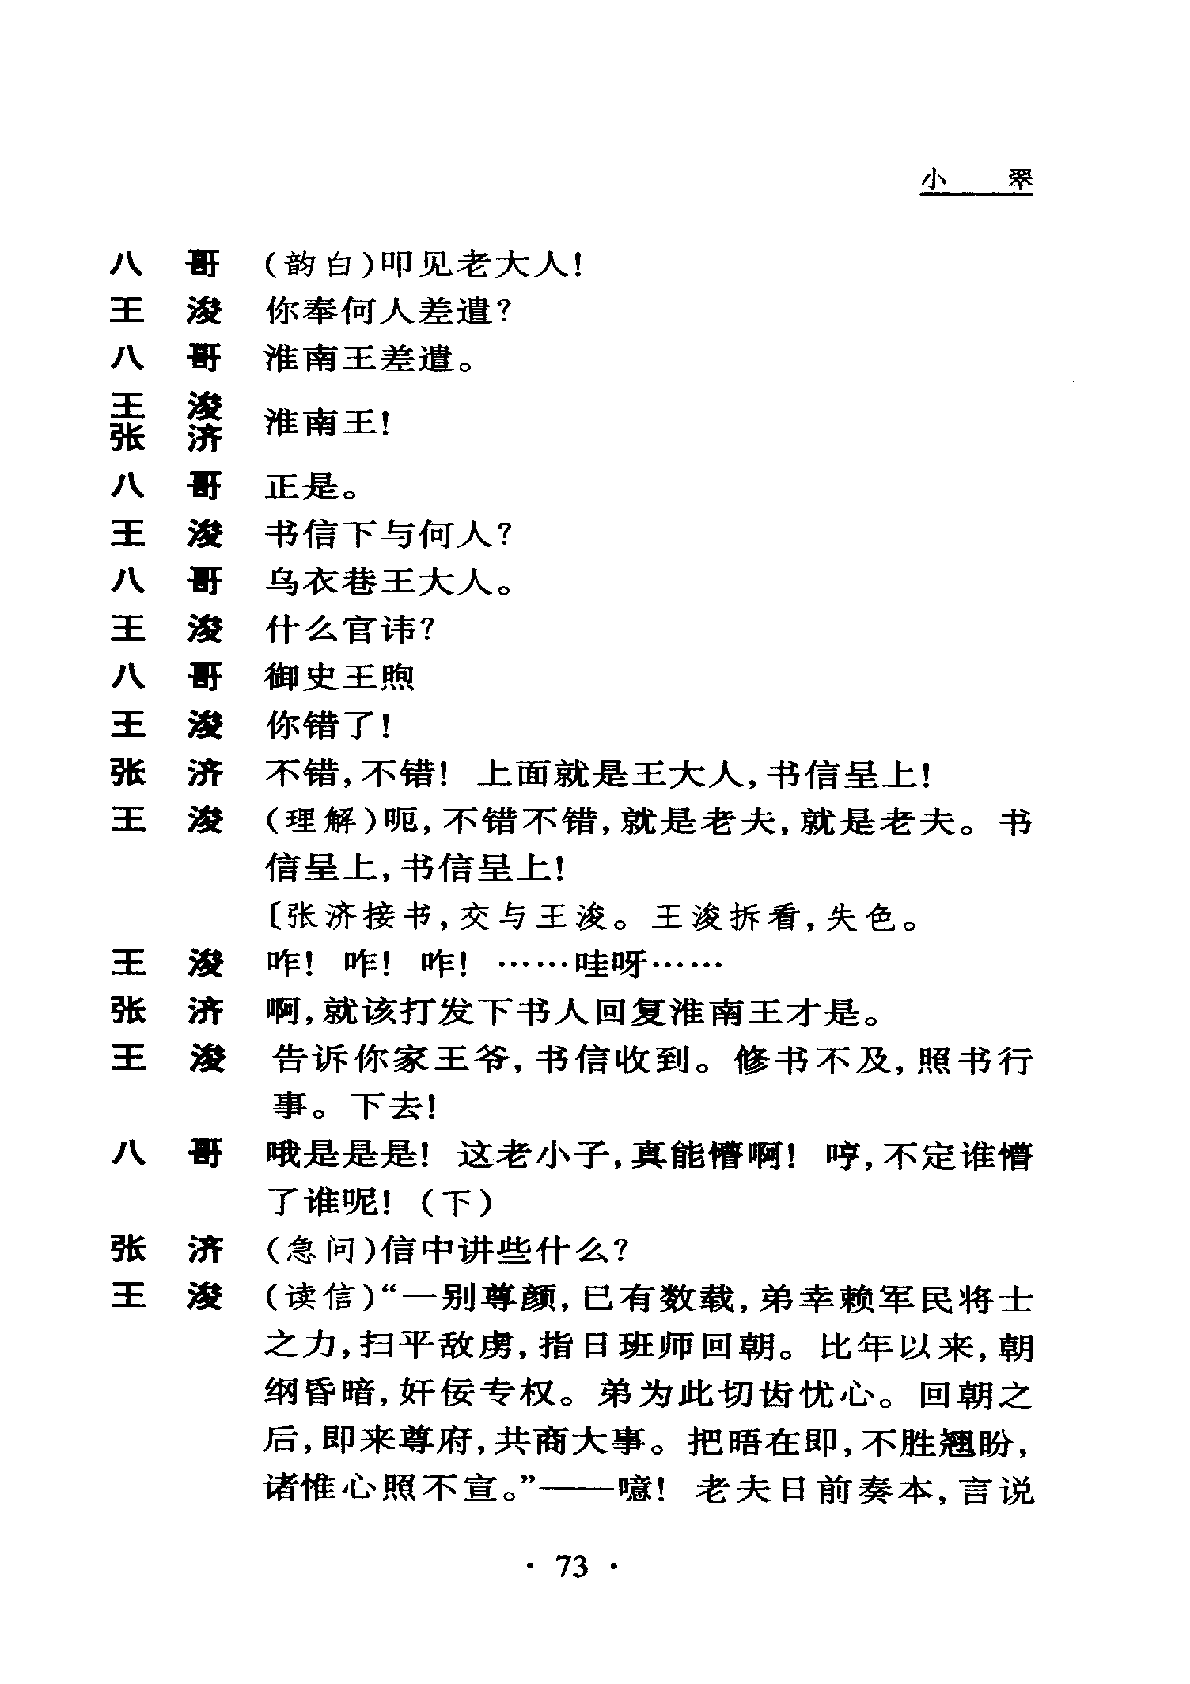 小　　翠
八　哥　(韵白)叩见老大人!
王　浚　你奉何人差遣?
八　哥　淮南王差遣。
王　浚
张　济　淮南王!
八　哥　正是。
王　浚　书信下与何人?
八　哥　乌衣巷王大人。
王　浚　什么官讳?
八　哥　御史王煦
王　浚　你错了!
张　济　不错,不错! 上面就是王大人,书信呈上!
王　浚　(理解)呃,不错不错,就是老夫,就是老夫。书
信呈上,书信呈上!
〔张济接书,交与王浚。王浚拆看,失色。
王　浚　咋! 咋! 咋! ……哇呀……
张　济　啊,就该打发下书人回复淮南王才是。
王　浚　告诉你家王爷,书信收到。修书不及,照书行
事。下去!
八　哥　哦是是是! 这老小子,真能懵啊! 哼,不定谁懵
了谁呢! (下)
张　济　(急问)信中讲些什么?
王　浚　(读信)“一别尊颜,已有数载,弟幸赖军民将士
之力,扫平敌虏,指日班师回朝。比年以来,朝
纲昏暗,奸佞专权。弟为此切齿忧心。回朝之
后,即来尊府,共商大事。把晤在即,不胜翘盼,
诸惟心照不宣。”——噫! 老夫日前奏本,言说
· 73 ·